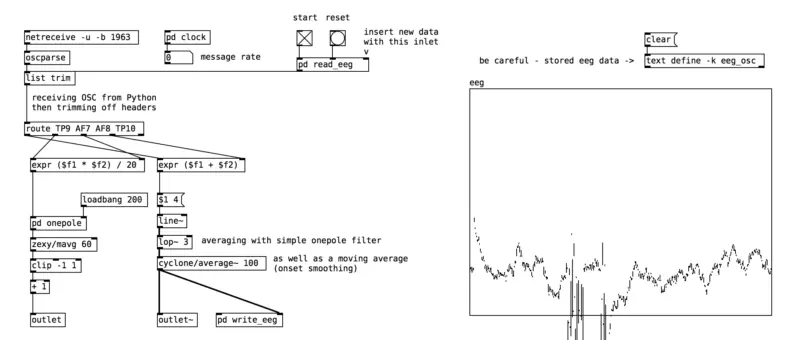 start reset
netreceive -u -b 1963
pd clock
insert new data
with this inlet
v
clear
oscparse
0
message rate
pd read_eeg
be careful - stored eeg data ->
text define -k eeg_osc
list trim
eeg
receiving OSC from Python
then trimming off headers
route TP9 AF7 AF8 TP10
expr ($f1 * $f2) / 20
expr ($f1 + $f2)
loadbang 200
$1 4
pd onepole
line~
zexy/mavg 60
lop~ 3
averaging with simple onepole filter
clip -1 1
cyclone/average~ 100
as well as a moving average
(onset smoothing)
+ 1
outlet
outlet~
pd write_eeg